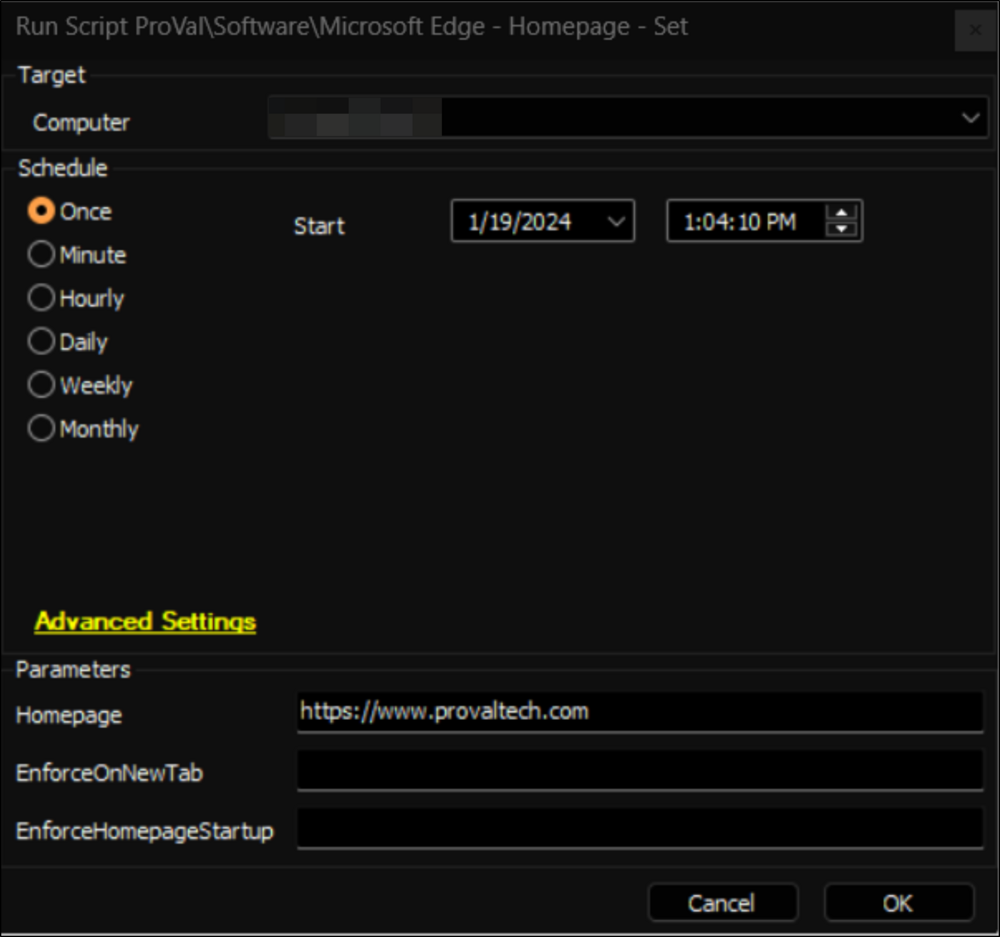 Run Script ProVal\Software\Microsoft Edge - Homepage - Set
Target
Computer
Schedule
Once
Start
1/19/2024
1:04:10 PM
Minute
Hourly
Daily
Weekly
Monthly
Advanced Settings
Parameters
Homepage
https://www.provaltech.com
EnforceOnNewTab
EnforceHomepageStartup
Cancel
OK